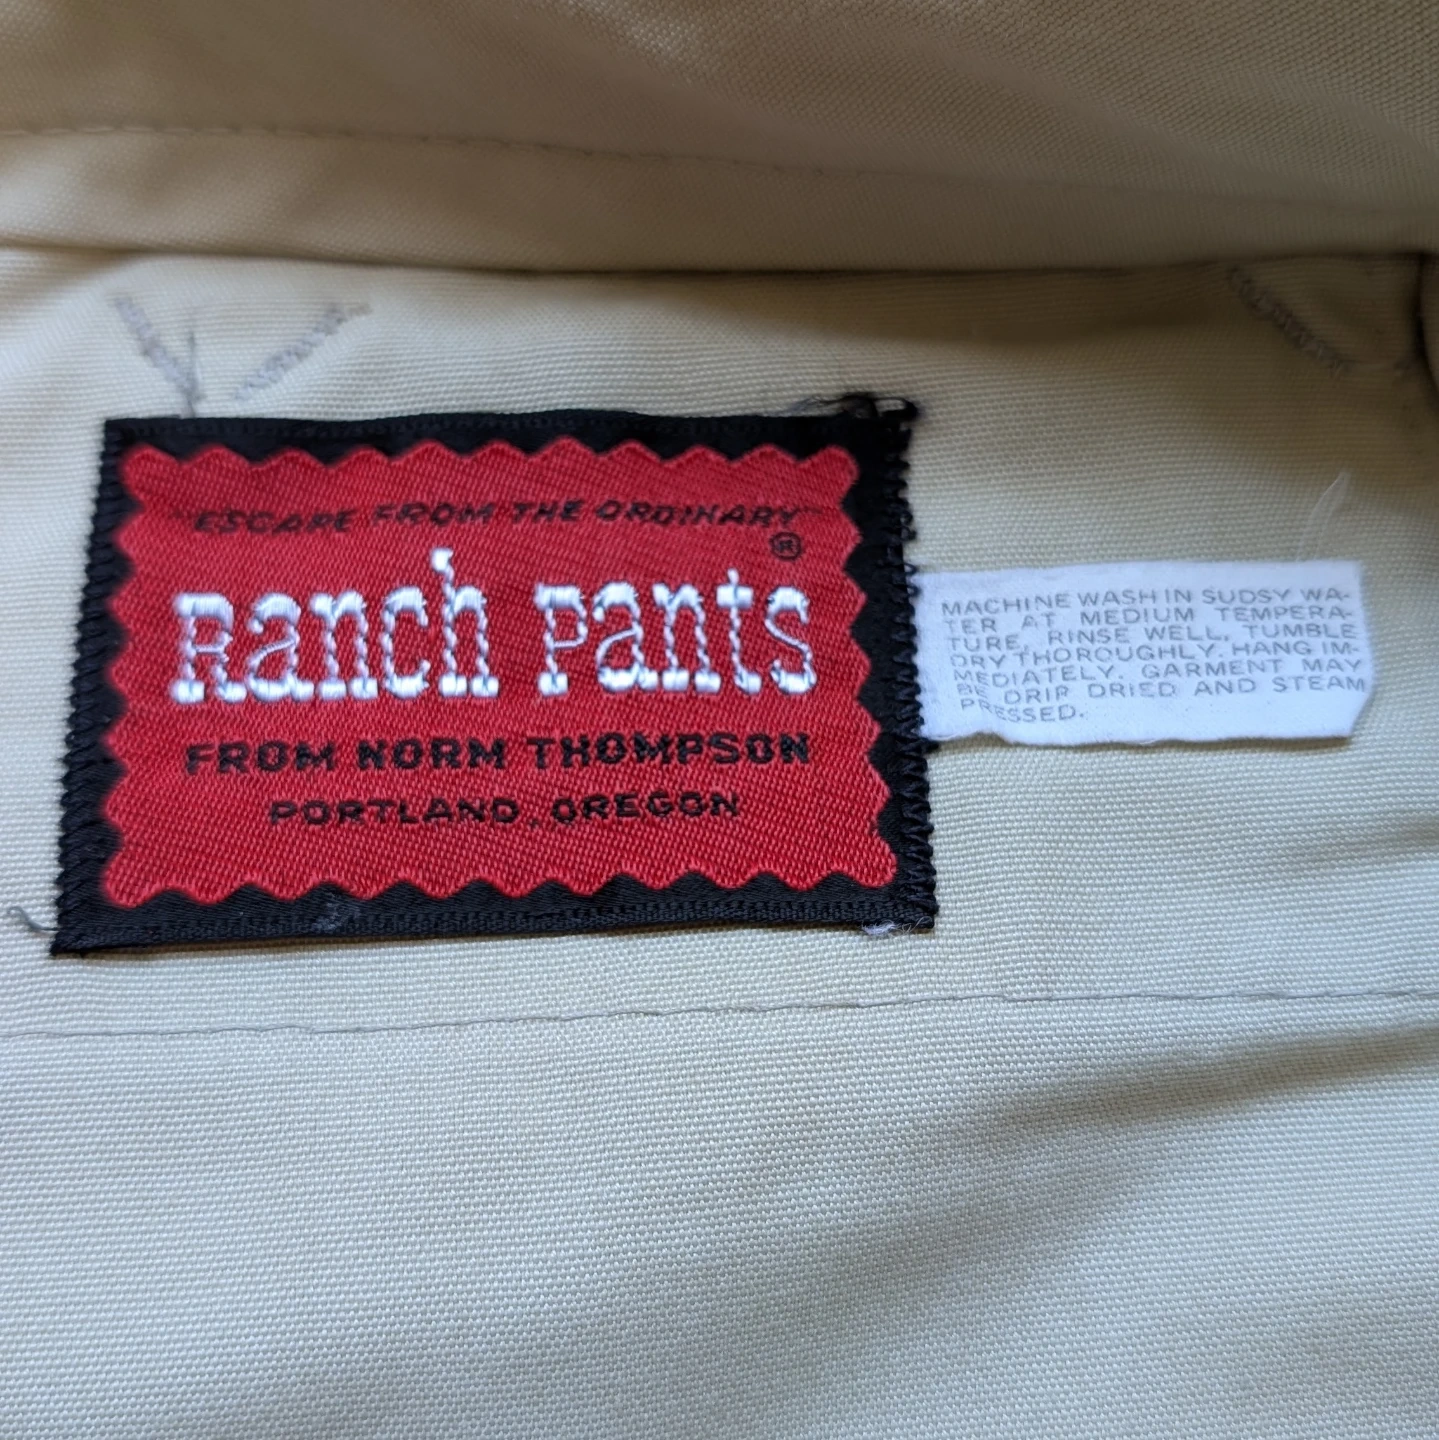 "ESCAPE FROM THE ORDINARY"
®
Ranch Pants
FROM NORM THOMPSON
PORTLAND, OREGON
MACHINE WASH IN SUDSY WA-
TER AT MEDIUM TEMPERA-
TURE, RINSE WELL, TUMBLE
DRY THOROUGHLY. HANG IM-
MEDIATELY. GARMENT MAY
BE DRIP DRIED AND STEAM
PRESSED.